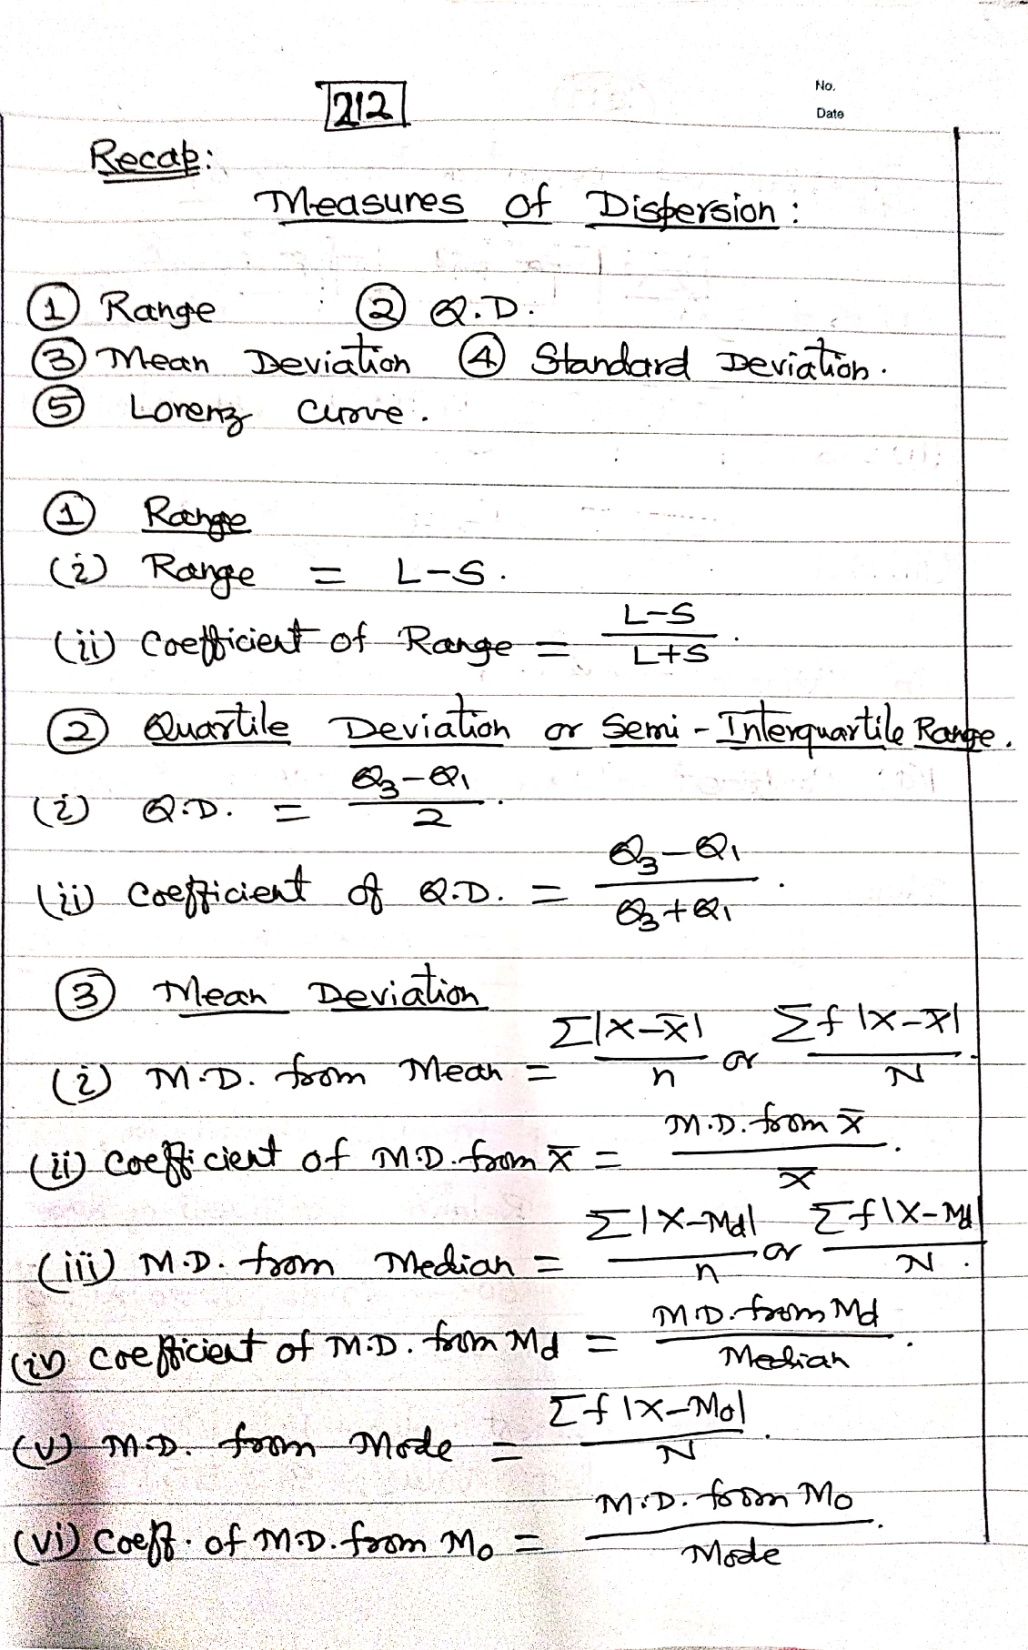 212
No.
Date
Recap:
Measures of Dispersion :
① Range ② Q.D.
③ Mean Deviation ④ Standard Deviation.
⑤ Lorenz Curve.
① Range
(i) Range = L-S.
(ii) Coefficient of Range = L-S / L+S.
② Quartile Deviation or Semi-Interquartile Range.
(i) Q.D. = Q₃-Q₁ / 2.
(ii) Coefficient of Q.D. = Q₃-Q₁ / Q₃+Q₁.
③ Mean Deviation
(i) M.D. from Mean = Σ|X-X̄| / n or Σf|X-X̄| / N.
(ii) Coefficient of M.D. from X̄ = M.D. from X̄ / X̄.
(iii) M.D. from Median = Σ|X-Md| / n or Σf|X-Md| / N.
(iv) Coefficient of M.D. from Md = M.D. from Md / Median.
(v) M.D. from Mode = Σf|X-Mo| / N.
(vi) Coeff. of M.D. from Mo = M.D. from Mo / Mode.